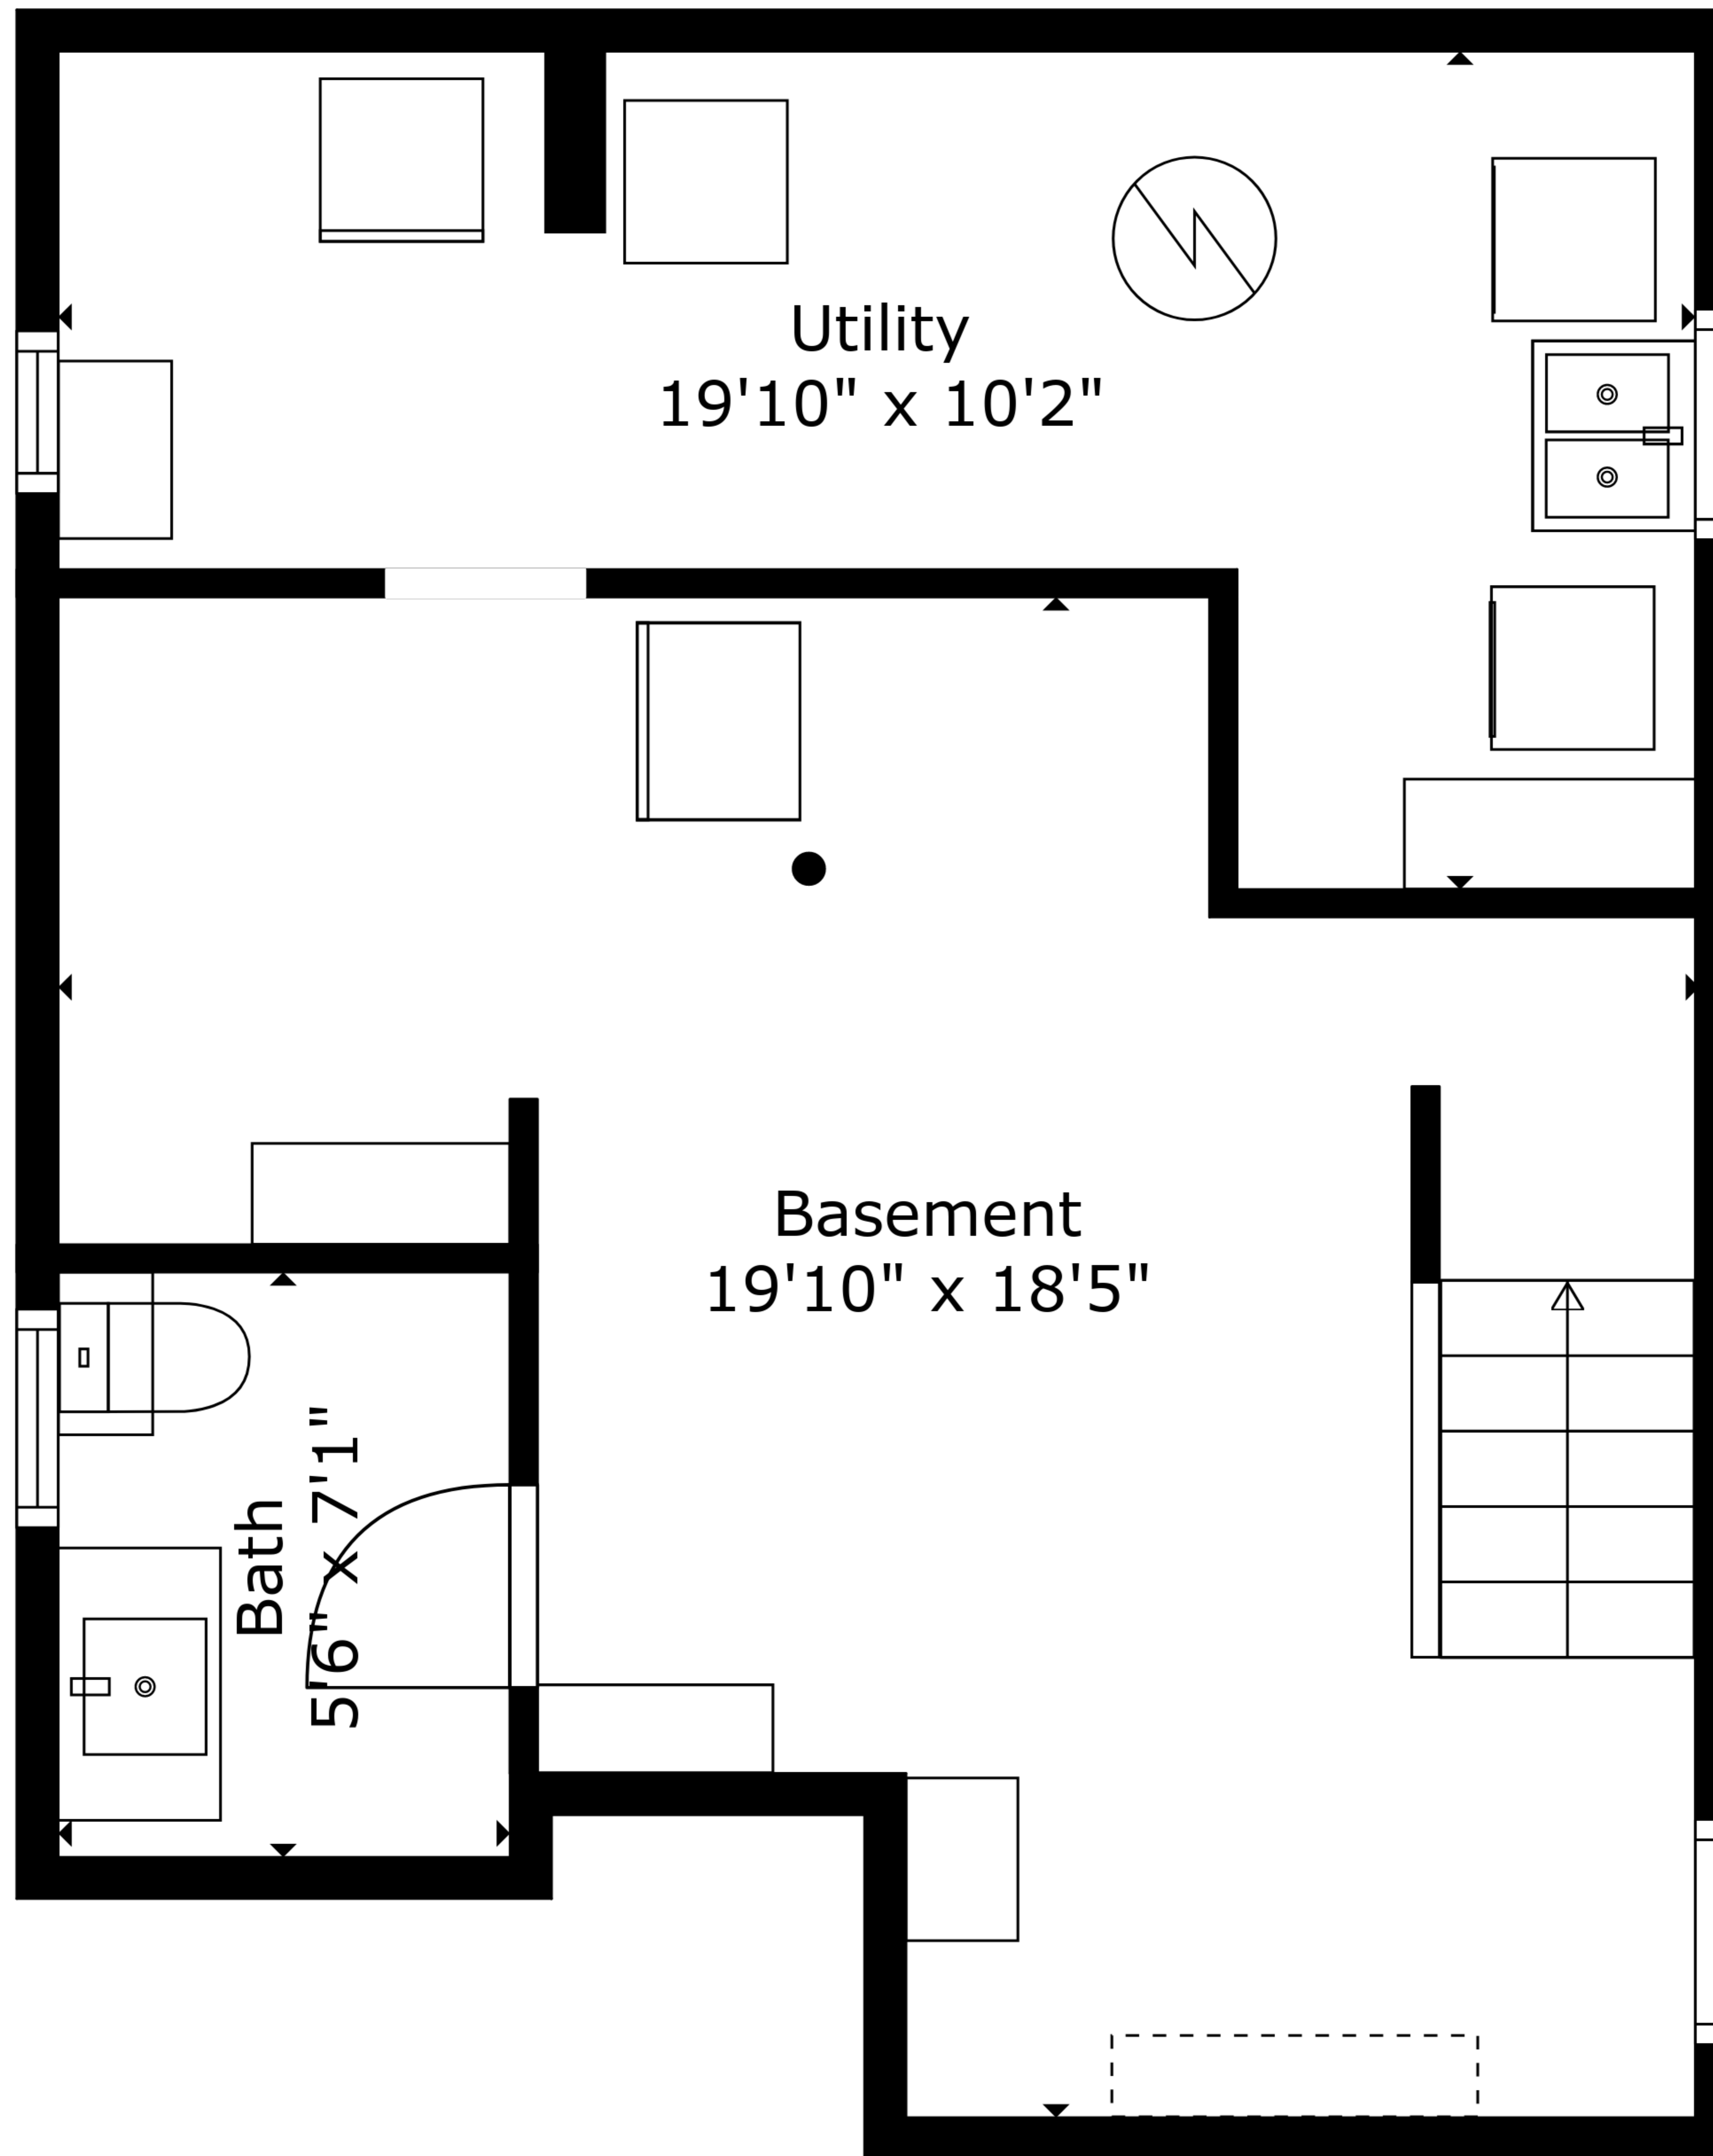 Utility
19'10" x 10'2"
Basement
19'10" x 18'5"
Bath
5'6" x 7'1"